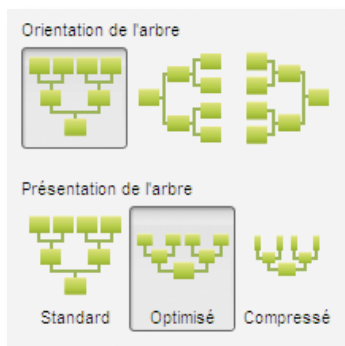 Orientation de l'arbre
Présentation de l'arbre
Standard Optimisé Compressé